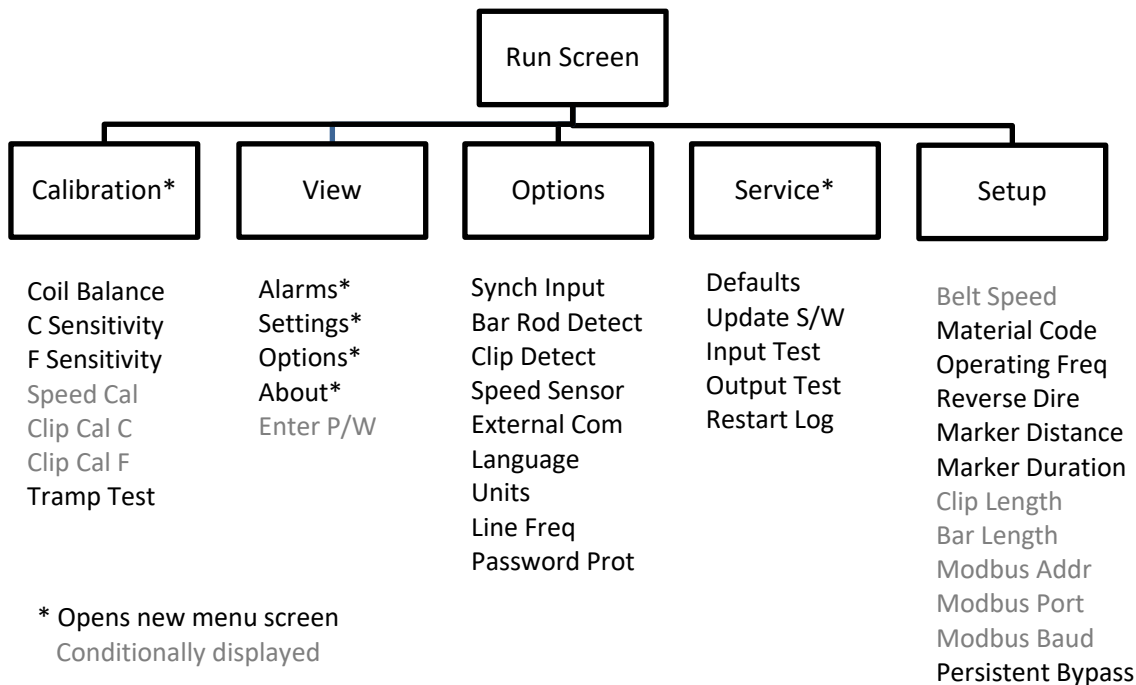 Run Screen
Calibration*
View
Options
Service*
Setup
Coil Balance
C Sensitivity
F Sensitivity
Speed Cal
Clip Cal C
Clip Cal F
Tramp Test
Alarms*
Settings*
Options*
About*
Enter P/W
Synch Input
Bar Rod Detect
Clip Detect
Speed Sensor
External Com
Language
Units
Line Freq
Password Prot
Defaults
Update S/W
Input Test
Output Test
Restart Log
Belt Speed
Material Code
Operating Freq
Reverse Dire
Marker Distance
Marker Duration
Clip Length
Bar Length
Modbus Addr
Modbus Port
Modbus Baud
Persistent Bypass
* Opens new menu screen
Conditionally displayed